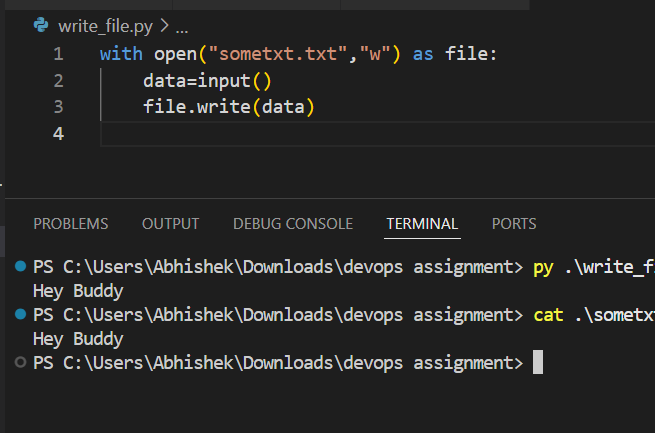 write_file.py > ...
1 with open("sometxt.txt","w") as file:
2 data=input()
3 file.write(data)
4
PROBLEMS OUTPUT DEBUG CONSOLE TERMINAL PORTS
PS C:\Users\Abhishek\Downloads\devops assignment> py .\write_f
Hey Buddy
PS C:\Users\Abhishek\Downloads\devops assignment> cat .\sometx
Hey Buddy
PS C:\Users\Abhishek\Downloads\devops assignment>